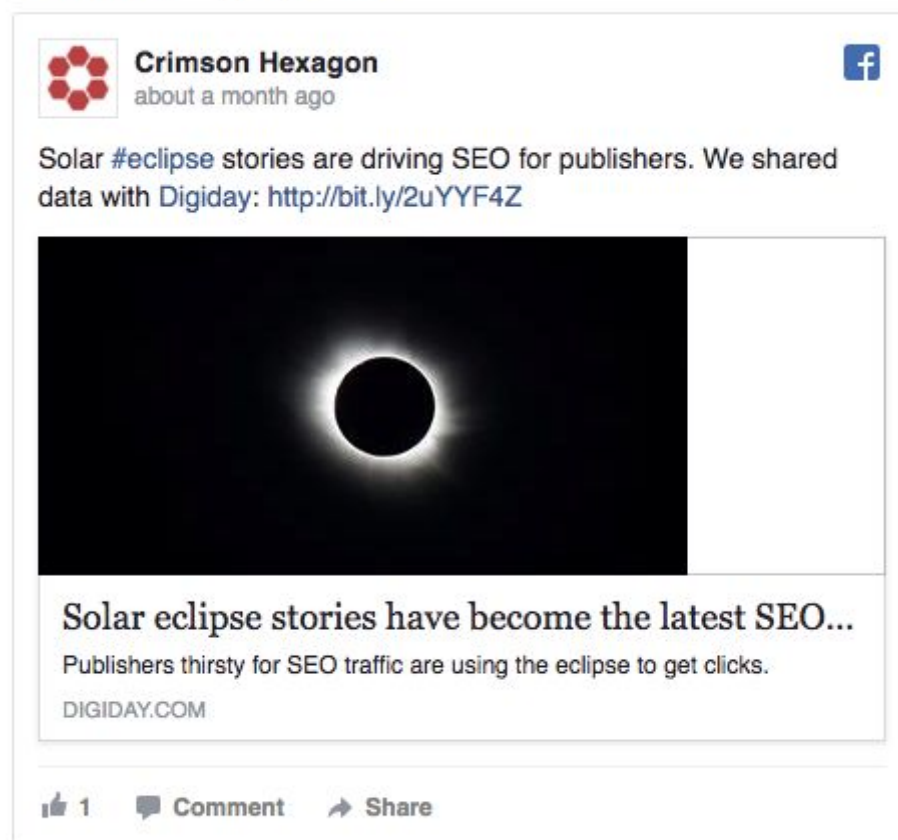 Crimson Hexagon
about a month ago
Solar #eclipse stories are driving SEO for publishers. We shared
data with Digiday: http://bit.ly/2uYYF4Z
Solar eclipse stories have become the latest SEO...
Publishers thirsty for SEO traffic are using the eclipse to get clicks.
DIGIDAY.COM
1 Comment Share